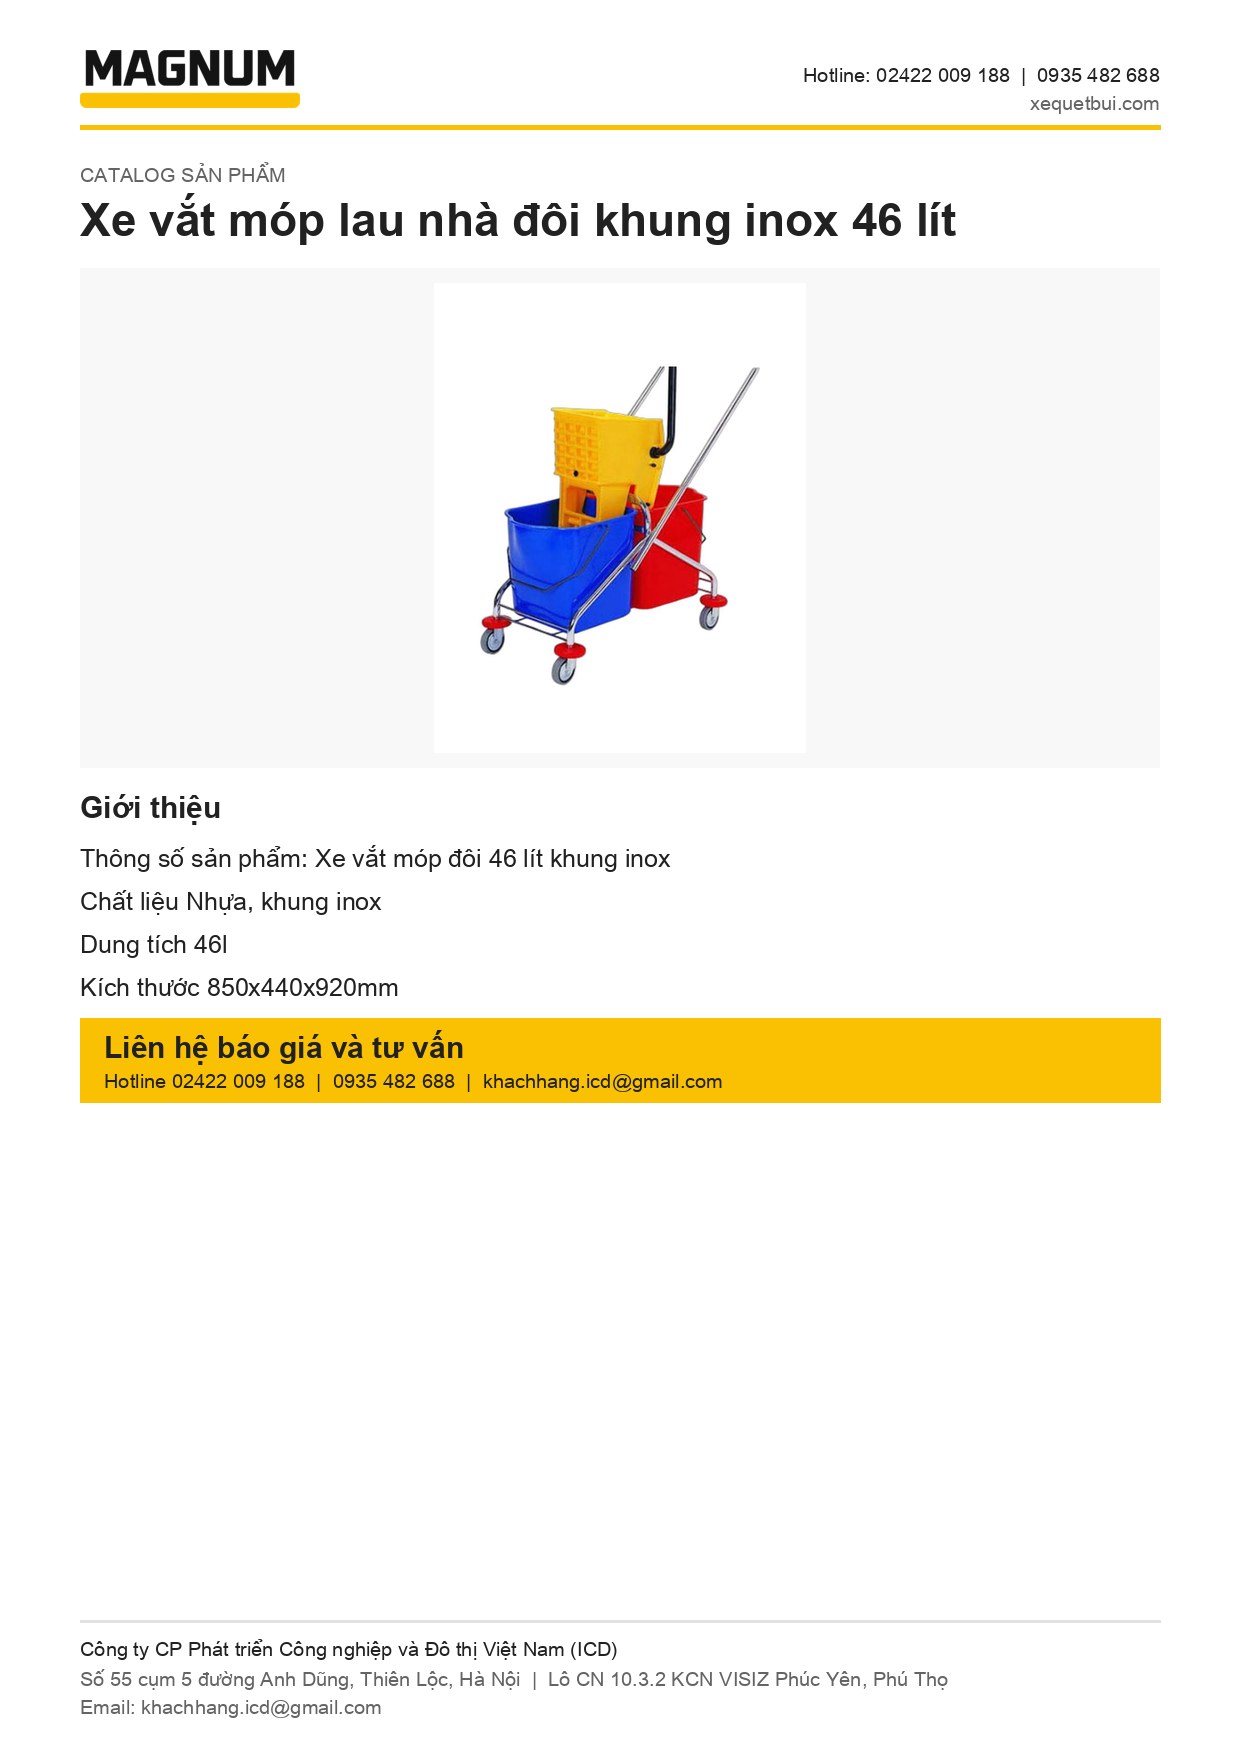 MAGNUM
Hotline: 02422 009 188 | 0935 482 688
xequetbui.com
CATALOG SẢN PHẨM
Xe vắt móp lau nhà đôi khung inox 46 lít
Giới thiệu
Thông số sản phẩm: Xe vắt móp đôi 46 lít khung inox
Chất liệu Nhựa, khung inox
Dung tích 46l
Kích thước 850x440x920mm
Liên hệ báo giá và tư vấn
Hotline 02422 009 188 | 0935 482 688 | khachhang.icd@gmail.com
Công ty CP Phát triển Công nghiệp và Đô thị Việt Nam (ICD)
Số 55 cụm 5 đường Anh Dũng, Thiên Lộc, Hà Nội | Lô CN 10.3.2 KCN VISIZ Phúc Yên, Phú Thọ
Email: khachhang.icd@gmail.com